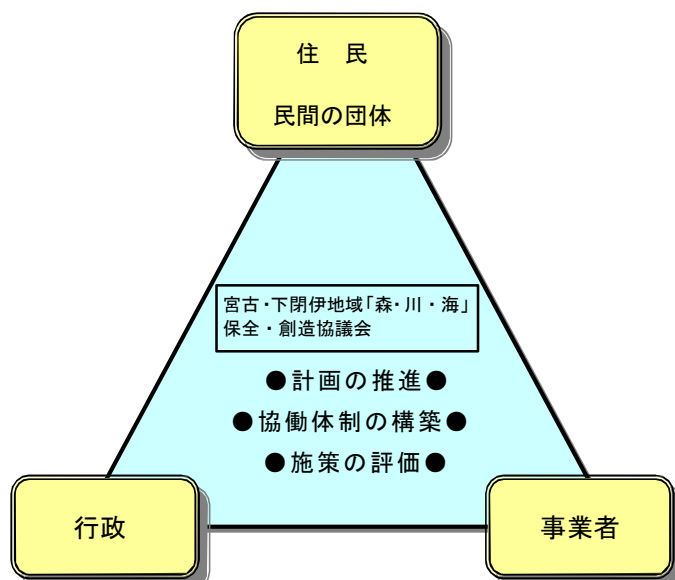 住　民
民間の団体
宮古・下閉伊地域「森・川・海」
保全・創造協議会
●計画の推進●
●協働体制の構築●
●施策の評価●
行政
事業者